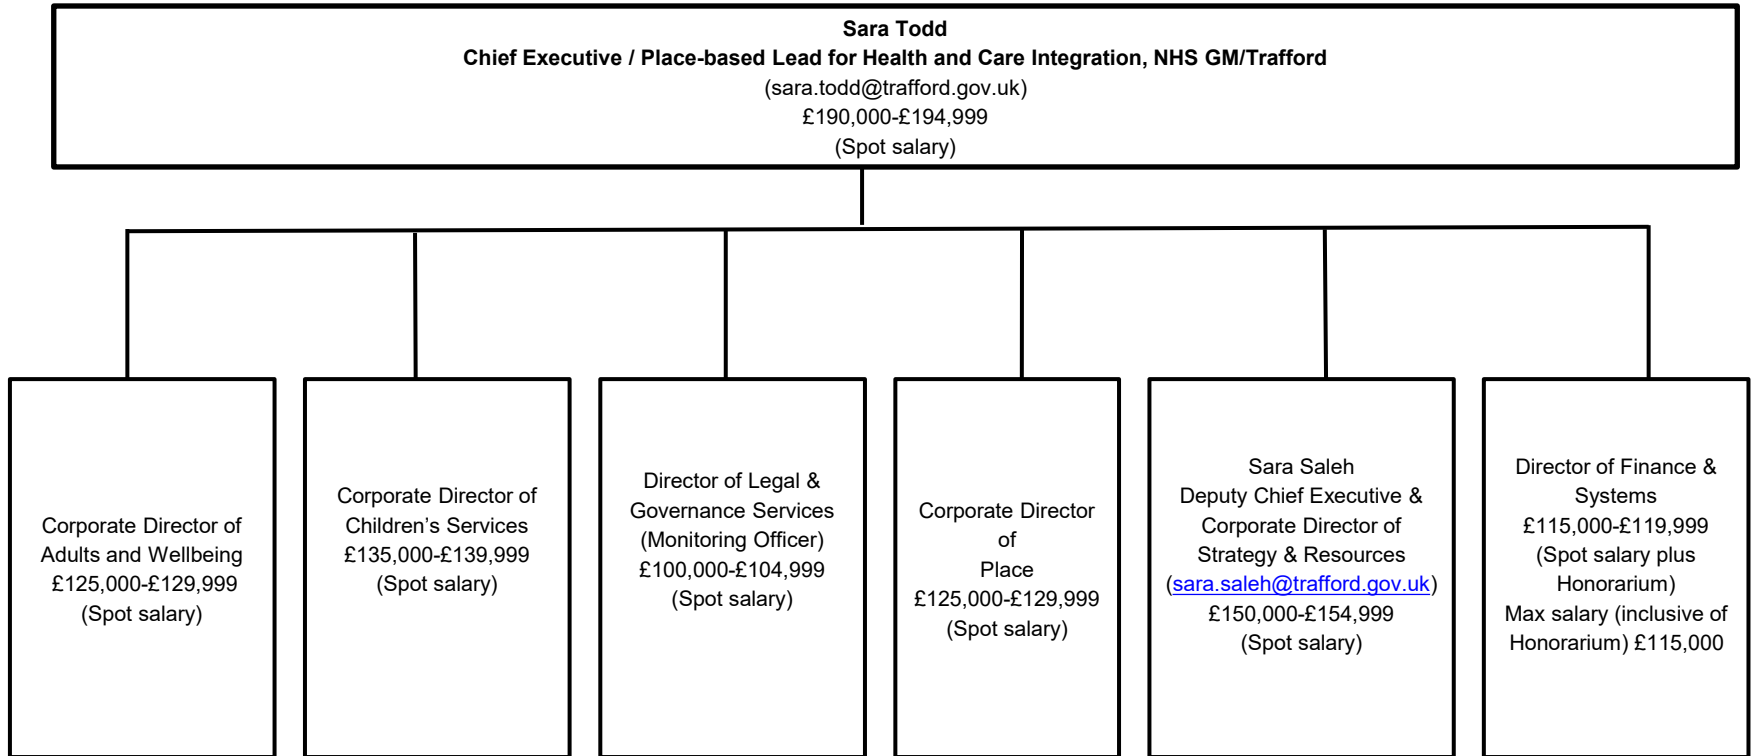 Sara Todd
Chief Executive / Place-based Lead for Health and Care Integration, NHS GM/Trafford
(sara.todd@trafford.gov.uk)
£190,000-£194,999
(Spot salary)
Corporate Director of
Adults and Wellbeing
£125,000-£129,999
(Spot salary)
Corporate Director of
Children’s Services
£135,000-£139,999
(Spot salary)
Director of Legal &
Governance Services
(Monitoring Officer)
£100,000-£104,999
(Spot salary)
Corporate Director
of
Place
£125,000-£129,999
(Spot salary)
Sara Saleh
Deputy Chief Executive &
Corporate Director of
Strategy & Resources
(sara.saleh@trafford.gov.uk)
£150,000-£154,999
(Spot salary)
Director of Finance &
Systems
£115,000-£119,999
(Spot salary plus
Honorarium)
Max salary (inclusive of
Honorarium) £115,000